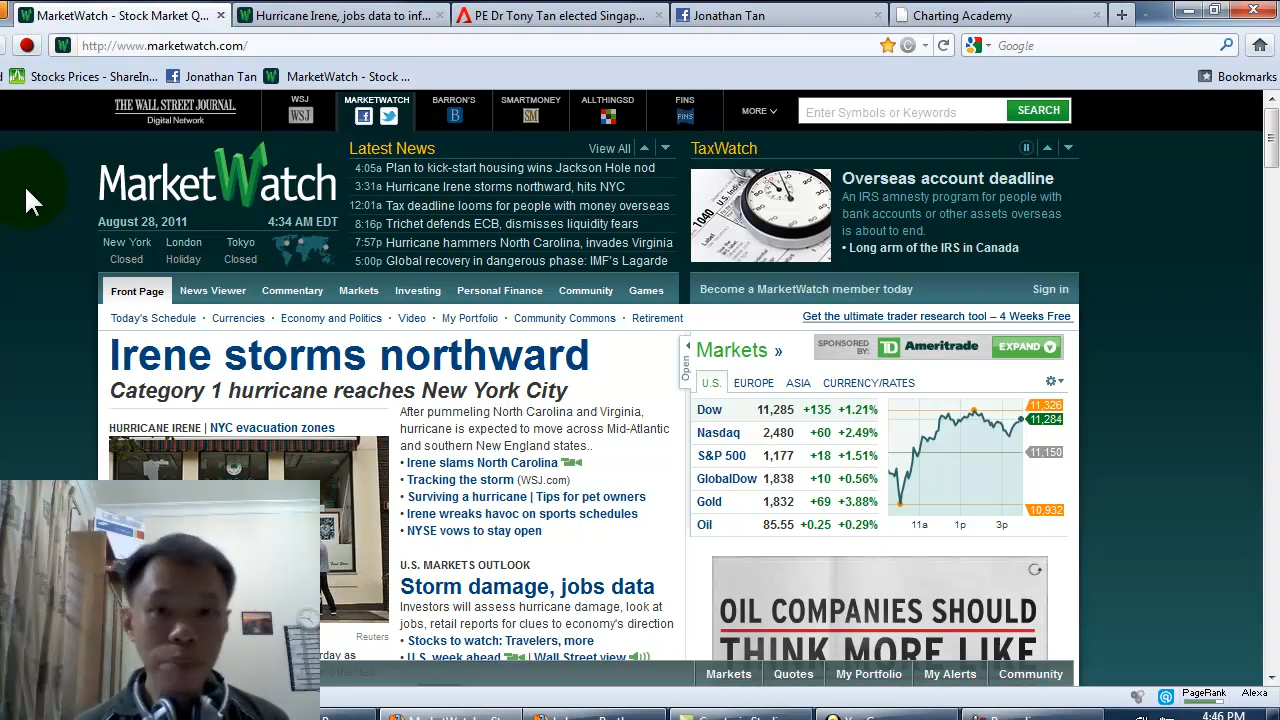 MarketWatch - Stock Market Q...
Hurricane Irene, jobs data to inf...
PE Dr Tony Tan elected Singap...
Jonathan Tan
Charting Academy
http://www.marketwatch.com/
Google
Stocks Prices - ShareIn...
Jonathan Tan
MarketWatch - Stock ...
Bookmarks
THE WALL STREET JOURNAL.
Digital Network
WSJ
WSJ
MARKETWATCH
BARRON'S
B
SMARTMONEY
SM
ALLTHINGSD
FINS
FINS
MORE
Enter Symbols or Keywords
SEARCH
MarketWatch
August 28, 2011
4:34 AM EDT
New York
Closed
London
Holiday
Tokyo
Closed
Latest News
View All
4:05a Plan to kick-start housing wins Jackson Hole nod
3:31a Hurricane Irene storms northward, hits NYC
12:01a Tax deadline looms for people with money overseas
8:16p Trichet defends ECB, dismisses liquidity fears
7:57p Hurricane hammers North Carolina, invades Virginia
5:00p Global recovery in dangerous phase: IMF's Lagarde
TaxWatch
1040
Overseas account deadline
An IRS amnesty program for people with
bank accounts or other assets overseas
is about to end.
• Long arm of the IRS in Canada
Front Page
News Viewer
Commentary
Markets
Investing
Personal Finance
Community
Games
Become a MarketWatch member today
Sign in
Today's Schedule · Currencies · Economy and Politics · Video · My Portfolio · Community Commons · Retirement
Get the ultimate trader research tool – 4 Weeks Free
Irene storms northward
Category 1 hurricane reaches New York City
HURRICANE IRENE | NYC evacuation zones
After pummeling North Carolina and Virginia,
hurricane is expected to move across Mid-Atlantic
and southern New England states..
• Irene slams North Carolina
• Tracking the storm (WSJ.com)
• Surviving a hurricane | Tips for pet owners
• Irene wreaks havoc on sports schedules
• NYSE vows to stay open
U.S. MARKETS OUTLOOK
Storm damage, jobs data
Investors will assess hurricane damage, look at
jobs, retail reports for clues to economy's direction
• Stocks to watch: Travelers, more
• U.S. week ahead | Wall Street view
Reuters
Open
Markets »
SPONSORED BY:
TD Ameritrade
EXPAND
U.S.
EUROPE
ASIA
CURRENCY/RATES
Dow 11,285 +135 +1.21%
Nasdaq 2,480 +60 +2.49%
S&P 500 1,177 +18 +1.51%
GlobalDow 1,838 +10 +0.56%
Gold 1,832 +69 +3.88%
Oil 85.55 +0.25 +0.29%
11,326
11,284
11,150
10,932
11a
1p
3p
OIL COMPANIES SHOULD
THINK MORE LIKE
Markets
Quotes
My Portfolio
My Alerts
Community
PageRank
Alexa
4:46 PM